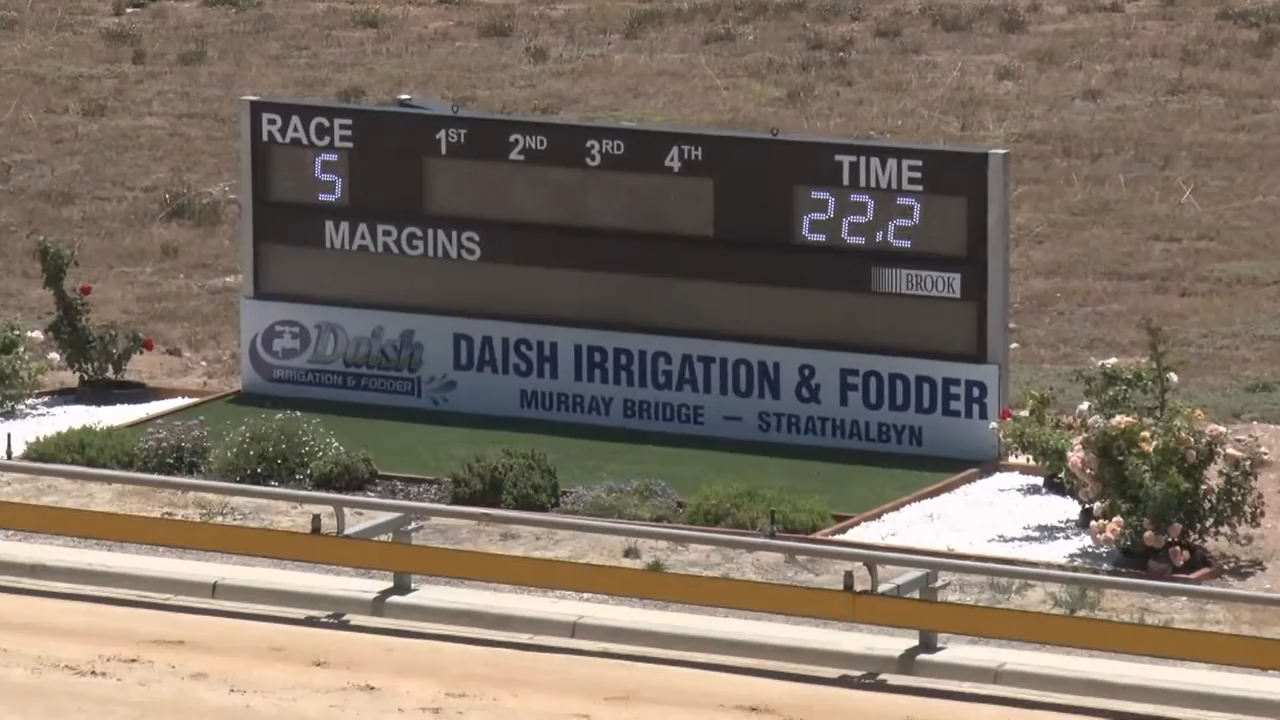 RACE 1ST 2ND 3RD 4TH TIME
5 22.2
MARGINS
BROOK
Daish
IRRIGATION & FODDER
DAISH IRRIGATION & FODDER
MURRAY BRIDGE – STRATHALBYN